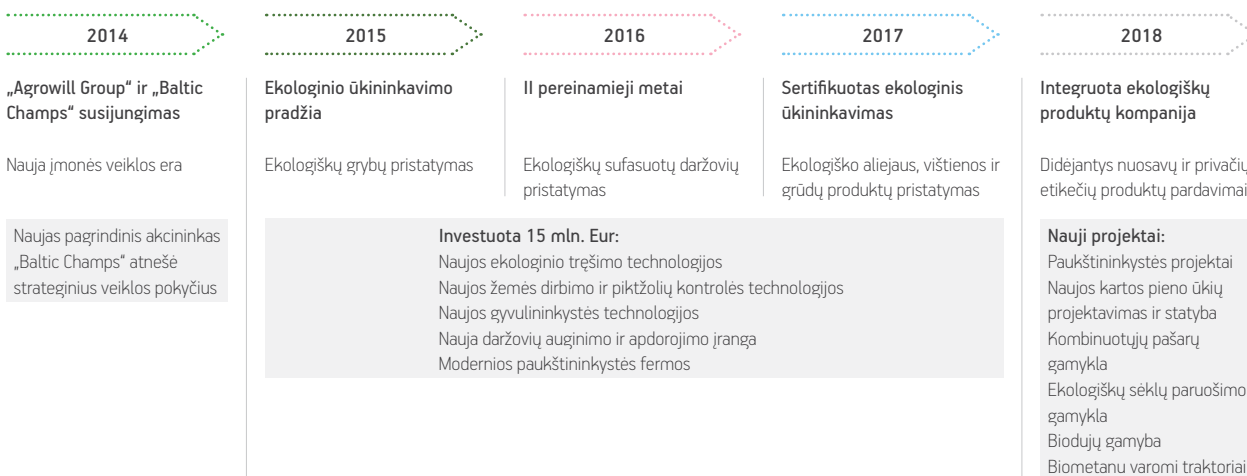 2014
2015
2016
2017
2018
„Agrowill Group“ ir „Baltic
Champs“ susijungimas
Nauja įmonės veiklos era
Naujas pagrindinis akcininkas
„Baltic Champs“ atnešė
strateginius veiklos pokyčius
Ekologinio ūkininkavimo
pradžia
Ekologiškų grybų pristatymas
II pereinamieji metai
Ekologiškų sufasuotų daržovių
pristatymas
Sertifikuotas ekologinis
ūkininkavimas
Ekologiško aliejaus, vištienos ir
grūdų produktų pristatymas
Investuota 15 mln. Eur:
Naujos ekologinio tręšimo technologijos
Naujos žemės dirbimo ir piktžolių kontrolės technologijos
Naujos gyvulininkystės technologijos
Nauja daržovių auginimo ir apdorojimo įranga
Modernios paukštininkystės fermos
Integruota ekologiškų
produktų kompanija
Didėjantys nuosavų ir privačių
etikečių produktų pardavimai
Nauji projektai:
Paukštininkystės projektai
Naujos kartos pieno ūkių
projektavimas ir statyba
Kombinuotųjų pašarų
gamykla
Ekologiškų sėklų paruošimo
gamykla
Biodujų gamyba
Biometanu varomi traktoriai